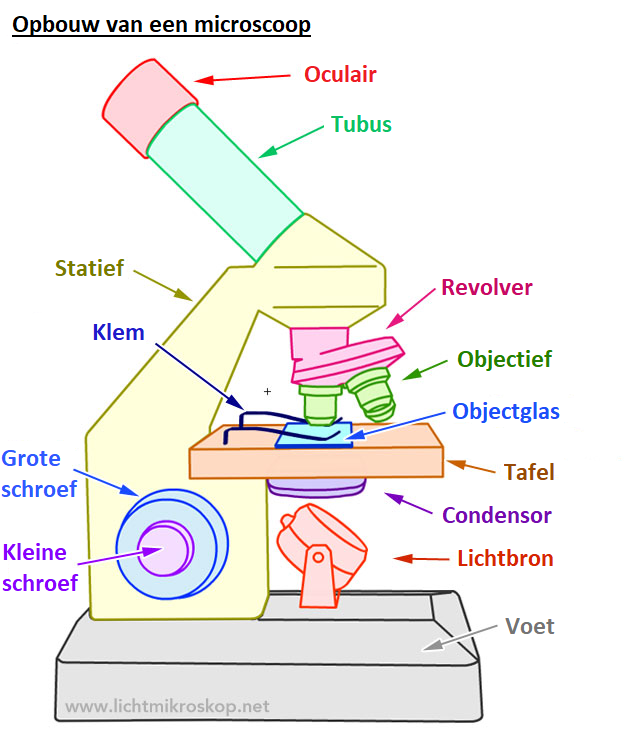 Opbouw van een microscoop
Oculair
Tubus
Statief
Revolver
Klem
Objectief
Objectglas
Grote
schroef
Tafel
Condensor
Kleine
schroef
Lichtbron
Voet
www.lichtmikroskop.net